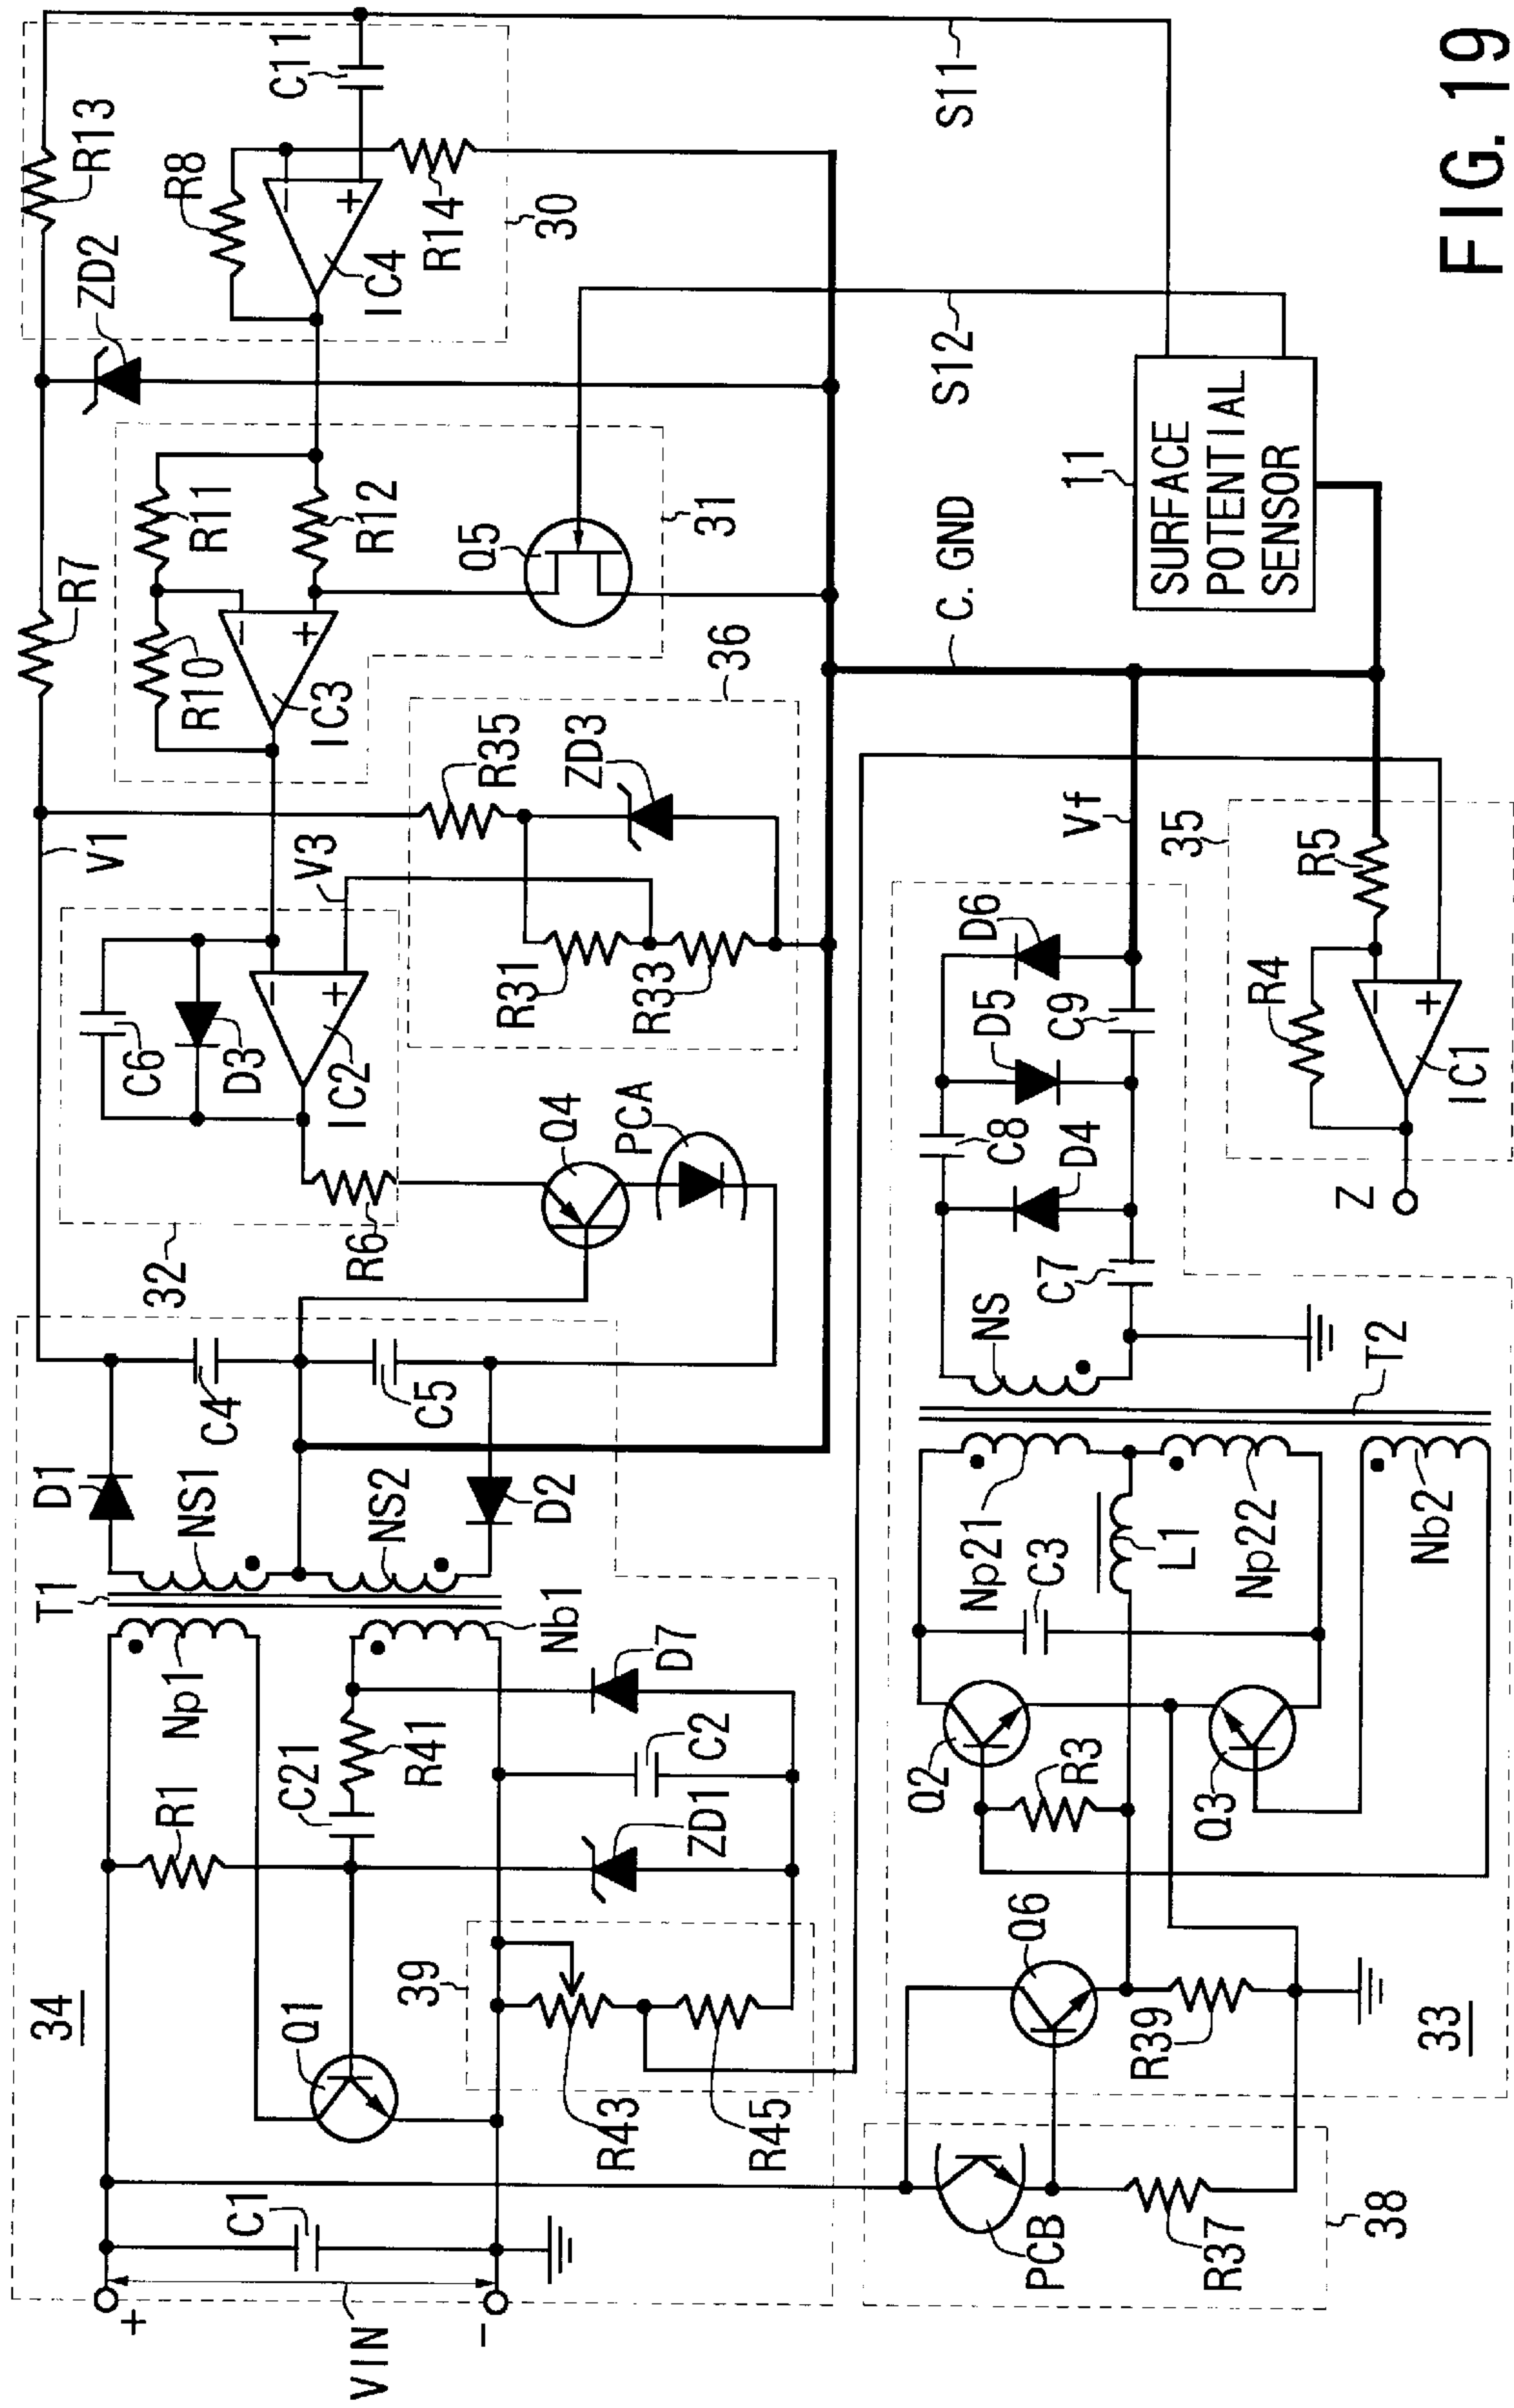 VIN
+
-
C1
34
R1
Np1
T1
D1
NS1
NS2
D2
C4
C5
Q1
C21
R41
Nb1
39
R43
R45
ZD1
C2
D7
32
R6
C6
D3
IC2
V1
V3
Q4
PCA
R7
R10
R11
R12
IC3
Q5
31
ZD2
R13
R8
IC4
C11
R14
30
R31
R33
R35
ZD3
36
C. GND
S12
S11
PCB
R37
38
Q6
R39
33
Q2
R3
Q3
C3
Np21
L1
Np22
Nb2
T2
NS
C7
D4
C8
D5
C9
D6
Vf
Z
R4
IC1
R5
35
11
SURFACE
POTENTIAL
SENSOR
-
+
-
+
-
+
-
+
FIG. 19